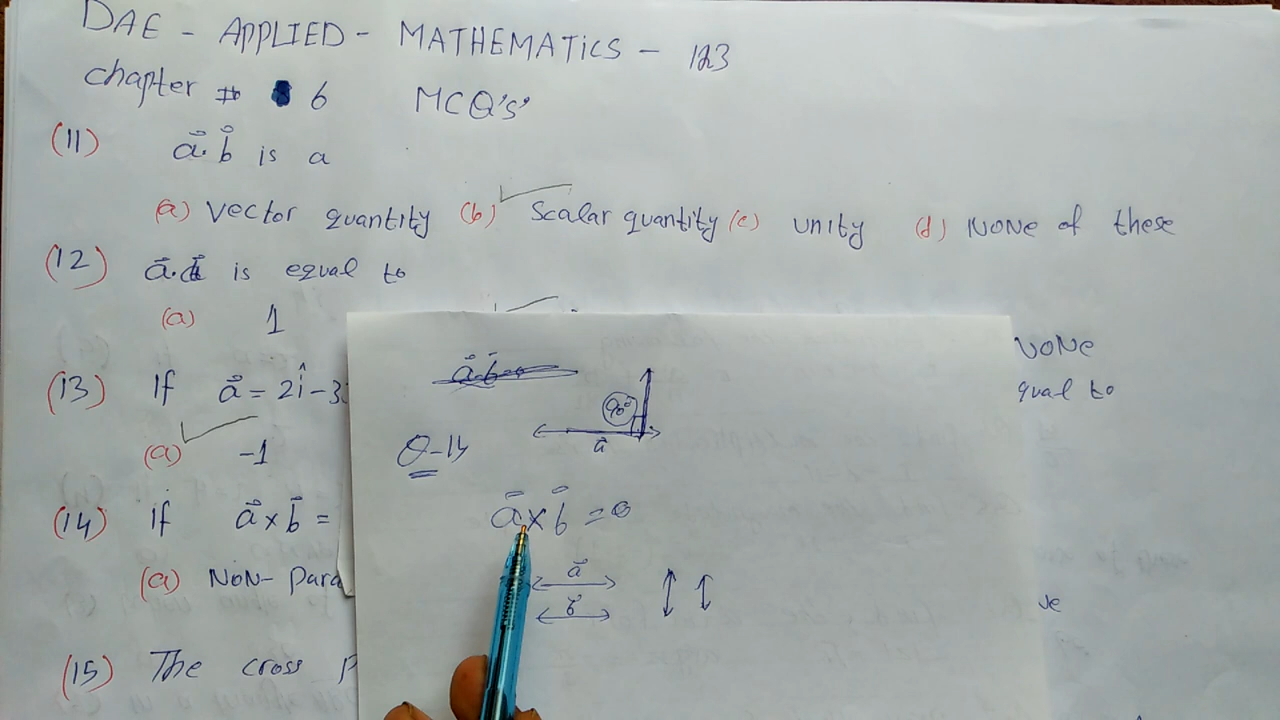 DAE - APPLIED - MATHEMATICS - 123
chapter # 6 MCQ's'
(11) a⃗.b⃗ is a
(a) Vector quantity (b) Scalar quantity (c) unity (d) NONE of these
(12) is equal to
(a) 1 NONE
(13) If a⃗ = 2î - 3 qual to
(a) -1
(14) if a⃗ x b⃗ =
(a) NON- Para ve
(15) The cross P
90°
a⃗
Q-14
a⃗ x b⃗ = 0
a⃗
b⃗